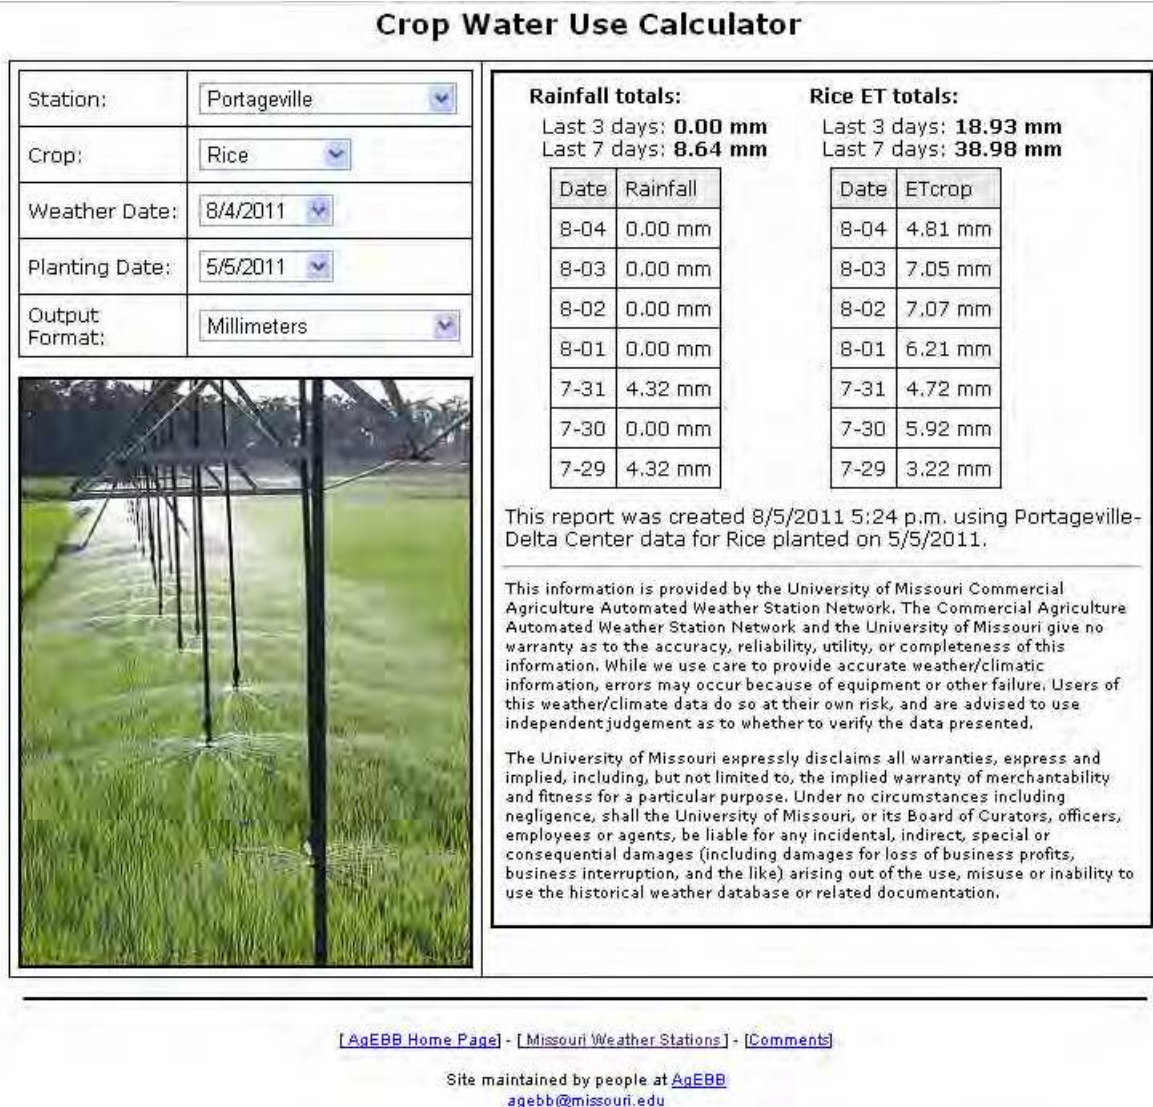 Crop Water Use Calculator
Station: Portageville
Crop: Rice
Weather Date: 8/4/2011
Planting Date: 5/5/2011
Output
Format: Millimeters
Rainfall totals:
Last 3 days: 0.00 mm
Last 7 days: 8.64 mm
Date Rainfall
8-04 0.00 mm
8-03 0.00 mm
8-02 0.00 mm
8-01 0.00 mm
7-31 4.32 mm
7-30 0.00 mm
7-29 4.32 mm
Rice ET totals:
Last 3 days: 18.93 mm
Last 7 days: 38.98 mm
Date ETcrop
8-04 4.81 mm
8-03 7.05 mm
8-02 7.07 mm
8-01 6.21 mm
7-31 4.72 mm
7-30 5.92 mm
7-29 3.22 mm
This report was created 8/5/2011 5:24 p.m. using Portageville-
Delta Center data for Rice planted on 5/5/2011.
This information is provided by the University of Missouri Commercial
Agriculture Automated Weather Station Network. The Commercial Agriculture
Automated Weather Station Network and the University of Missouri give no
warranty as to the accuracy, reliability, utility, or completeness of this
information. While we use care to provide accurate weather/climatic
information, errors may occur because of equipment or other failure. Users of
this weather/climate data do so at their own risk, and are advised to use
independent judgement as to whether to verify the data presented.
The University of Missouri expressly disclaims all warranties, express and
implied, including, but not limited to, the implied warranty of merchantability
and fitness for a particular purpose. Under no circumstances including
negligence, shall the University of Missouri, or its Board of Curators, officers,
employees or agents, be liable for any incidental, indirect, special or
consequential damages (including damages for loss of business profits,
business interruption, and the like) arising out of the use, misuse or inability to
use the historical weather database or related documentation.
[ AgEBB Home Page] - [ Missouri Weather Stations ] - [Comments]
Site maintained by people at AgEBB
agebb@missouri.edu